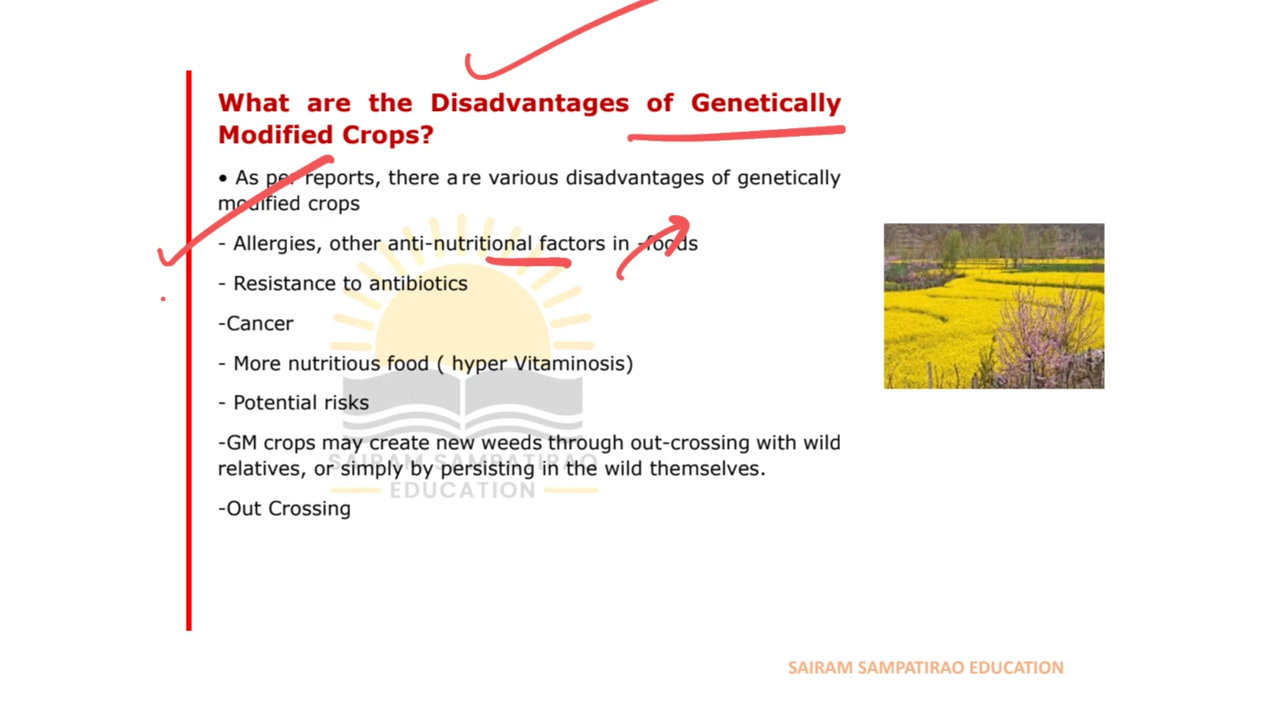 What are the Disadvantages of Genetically
Modified Crops?
• As per reports, there are various disadvantages of genetically
modified crops
- Allergies, other anti-nutritional factors in -foods
- Resistance to antibiotics
-Cancer
- More nutritious food ( hyper Vitaminosis)
- Potential risks
-GM crops may create new weeds through out-crossing with wild
relatives, or simply by persisting in the wild themselves.
SAIRAM SAMPATIRAO
EDUCATION
-Out Crossing
SAIRAM SAMPATIRAO EDUCATION